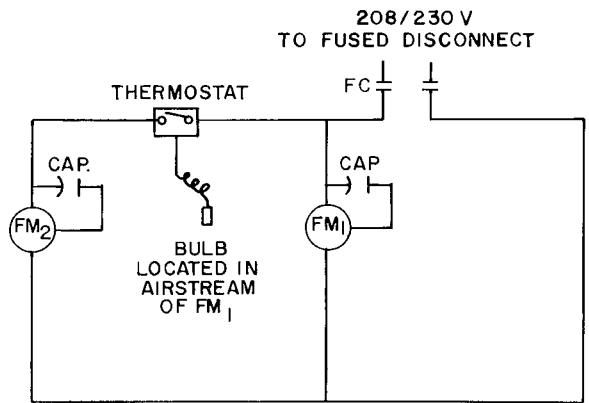 208/230 V
TO FUSED DISCONNECT
FC
THERMOSTAT
CAP.
CAP
FM2
FM1
BULB
LOCATED IN
AIRSTREAM
OF FM1